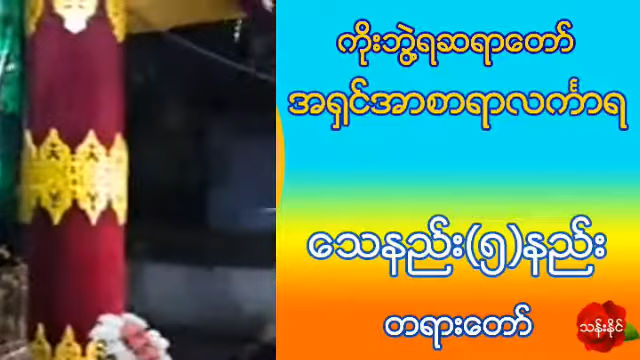 ကိုးဘွဲ့ရဆရာတော်
အရှင်အာစာရာလင်္ကာရ
သေနည်း(၅)နည်း
တရားတော်
သန်းနိုင်